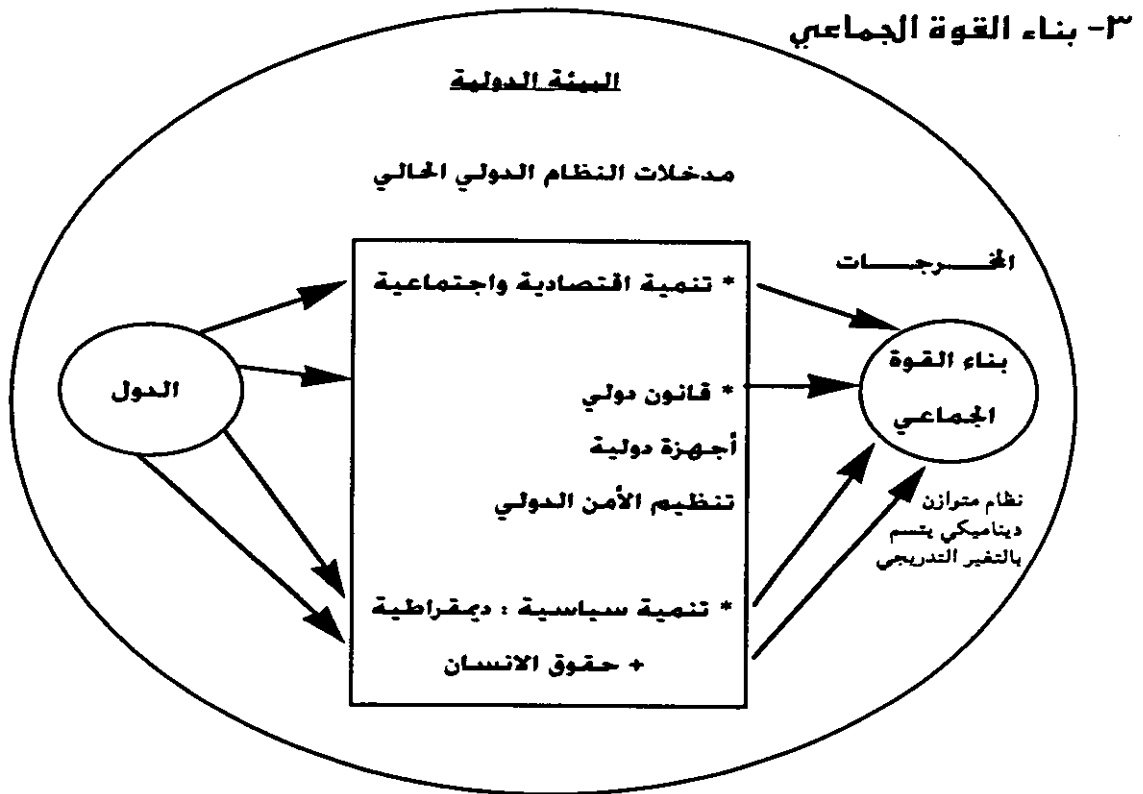 ٣- بناء القوة الجماعي
البيئة الدولية
مدخلات النظام الدولي الحالي
المخــــرجــــــات
* تنمية اقتصادية واجتماعية
* قانون دولي
أجهزة دولية
تنظيم الأمن الدولي
* تنمية سياسية : ديمقراطية
+ حقوق الانسان
الدول
بناء القوة
الجماعي
نظام متوازن
ديناميكي يتسم
بالتغير التدريجي